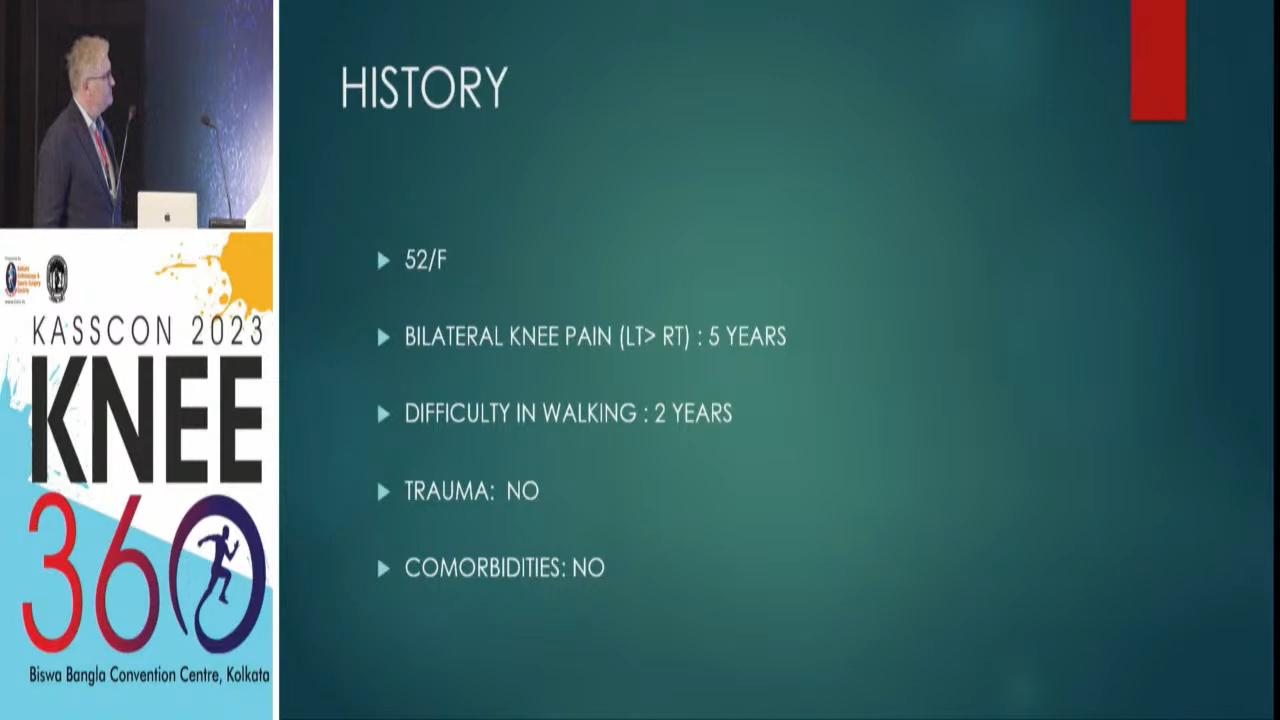 HISTORY
52/F
BILATERAL KNEE PAIN (LT> RT) : 5 YEARS
DIFFICULTY IN WALKING : 2 YEARS
TRAUMA: NO
COMORBIDITIES: NO
KASSCON 2023
KNEE
360
Biswa Bangla Convention Centre, Kolkata